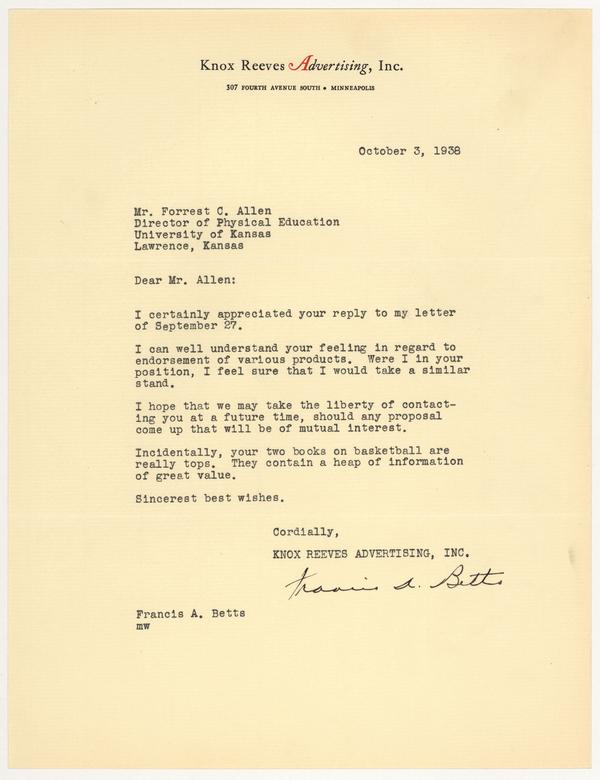 Knox Reeves Advertising, Inc.
307 FOURTH AVENUE SOUTH • MINNEAPOLIS
October 3, 1938
Mr. Forrest C. Allen
Director of Physical Education
University of Kansas
Lawrence, Kansas
Dear Mr. Allen:
I certainly appreciated your reply to my letter
of September 27.
I can well understand your feeling in regard to
endorsement of various products.  Were I in your
position, I feel sure that I would take a similar
stand.
I hope that we may take the liberty of contact-
ing you at a future time, should any proposal
come up that will be of mutual interest.
Incidentally, your two books on basketball are
really tops.  They contain a heap of information
of great value.
Sincerest best wishes.
Cordially,
KNOX REEVES ADVERTISING, INC.
Francis A. Betts
Francis A. Betts
mw